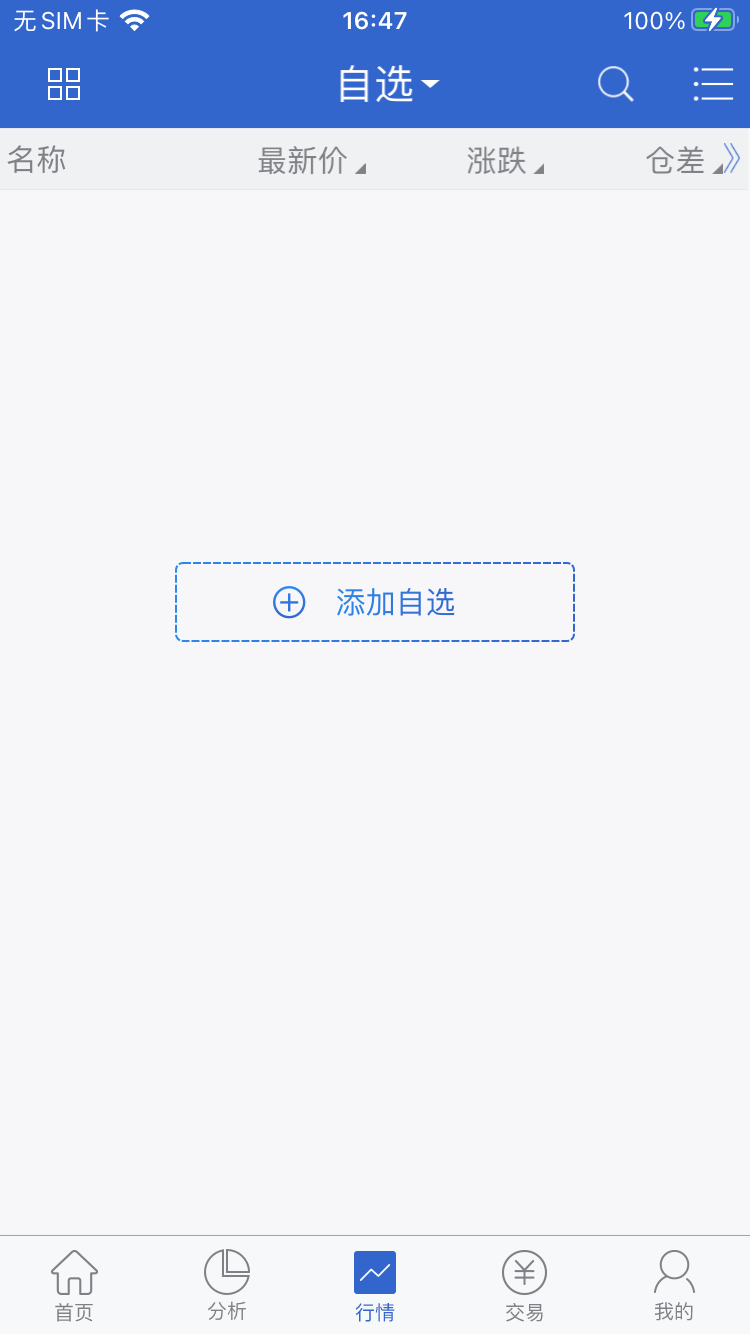 无SIM卡 16:47 100%
自选
名称 最新价 涨跌 仓差
添加自选
首页 分析 行情 交易 我的